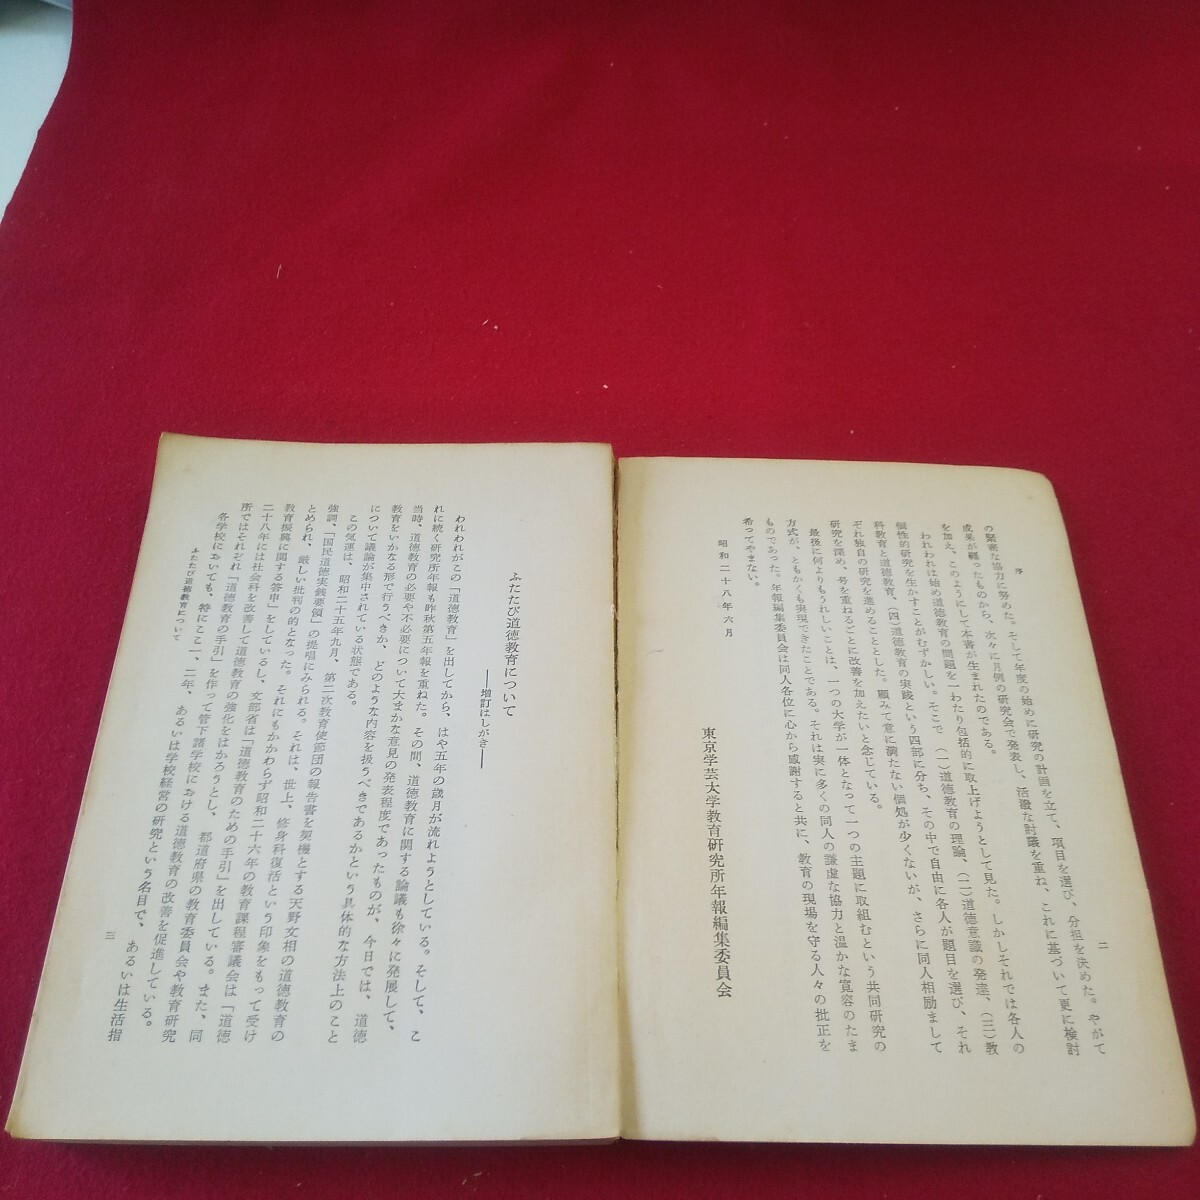 序
二
の緊密な協力に努めた。そして年度の始めに研究の計画を立て、項目を選び、分担を決めた。やがて
成果が纒ったものから、次々に月例の研究会で発表し、活潑な討議を重ね、これに基づいて更に検討
を加え、このようにして本書が生まれたのである。
われわれは始め道徳教育の問題を一わたり包括的に取上げようとして見た。しかしそれでは各人の
個性的研究を生かすことがむずかしい。そこで（一）道徳教育の理論、（二）道徳意識の発達、（三）教
科教育と道徳教育、（四）道徳教育の実践という四部に分ち、その中で自由に各人が題目を選び、それ
ぞれ独自の研究を進めることとした。顧みて意に満たない個処が少くないが、さらに同人相励まして
研究を深め、号を重ねるごとに改善を加えたいと念じている。
最後に何よりもうれしいことは、一つの大学が一体となって一つの主題に取組むという共同研究の
方式が、ともかくも実現できたことである。それは実に多くの同人の謙虚な協力と温かな寛容のたま
ものであった。年報編集委員会は同人各位に心から感謝すると共に、教育の現場を守る人々の批正を
希ってやまない。
昭和二十八年六月
東京学芸大学教育研究所年報編集委員会
ふたたび道徳教育について
――増訂はしがき――
われわれがこの「道徳教育」を出してから、はや五年の歳月が流れようとしている。そして、こ
れに続く研究所年報も昨秋第五年報を重ねた。その間、道徳教育に関する論議も徐々に発展して、
当時、道徳教育の必要や不必要について大まかな意見の発表程度であったものが、今日では、道徳
教育をいかなる形で行うべきか、どのような内容を扱うべきであるかという具体的な方法上のこと
について議論が集中されている状態である。
この気運は、昭和二十五年九月、第二次教育使節団の報告書を契機とする天野文相の道徳教育の
強調、「国民道徳実銭要領」の提唱にみられる。それは、世上、修身科復活という印象をもって受け
とめられ、厳しい批判の的となった。それにもかかわらず昭和二十六年の教育課程審議会は「道徳
教育振興に関する答申」をしているし、文部省は「道徳教育のための手引」を出している。また、同
二十八年には社会科を改善して道徳教育の強化をはかろうとし、都道府県の教育委員会や教育研究
所ではそれぞれ「道徳教育の手引」を作って管下諸学校における道徳教育の改善を促進している。
各学校においても、特にここ一、二年、あるいは学校経営の研究という名目で、あるいは生活指
ふたたび道徳教育について
三